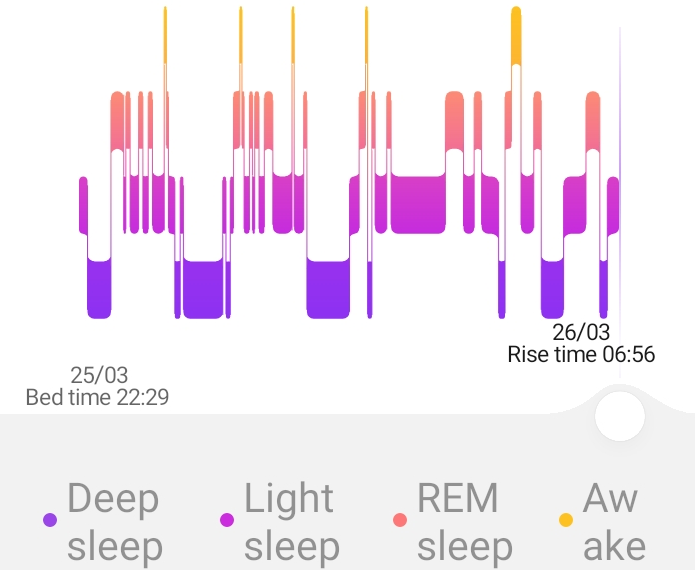 26/03
Rise time 06:56
25/03
Bed time 22:29
Deep
sleep
Light
sleep
REM
sleep
Aw
ake